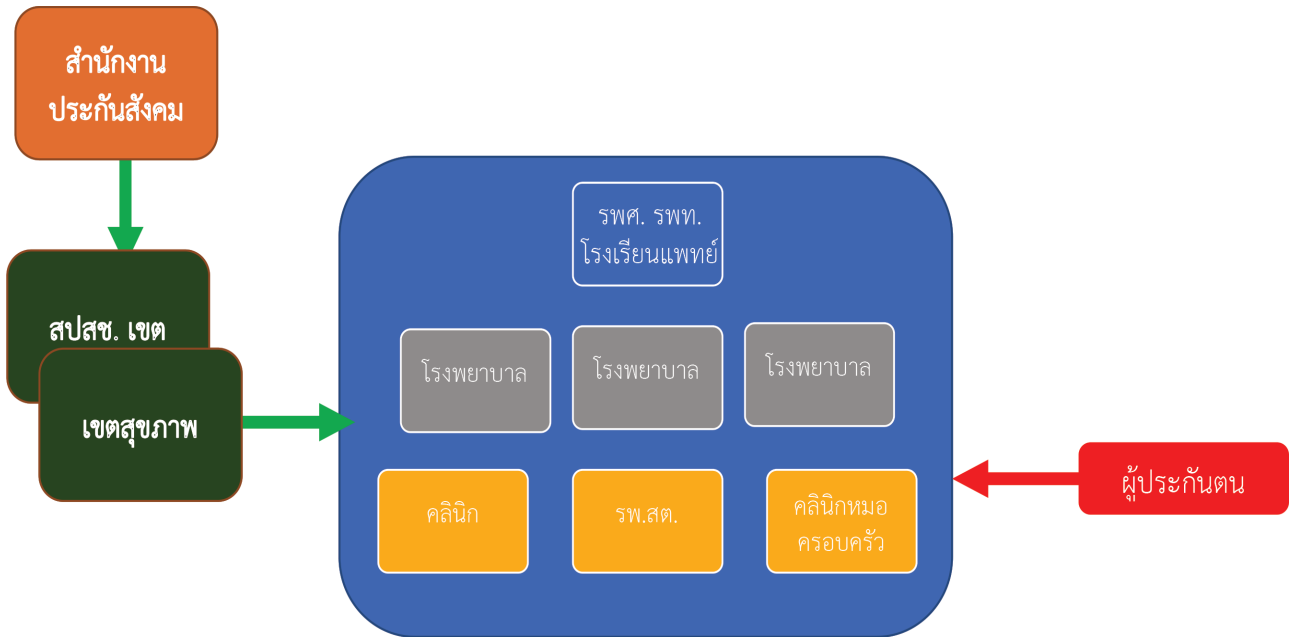 สำนักงาน
ประกันสังคม
สปสช. เขต
เขตสุขภาพ
รพศ. รพท.
โรงเรียนแพทย์
โรงพยาบาล
โรงพยาบาล
โรงพยาบาล
คลินิก
รพ.สต.
คลินิกหมอ
ครอบครัว
ผู้ประกันตน